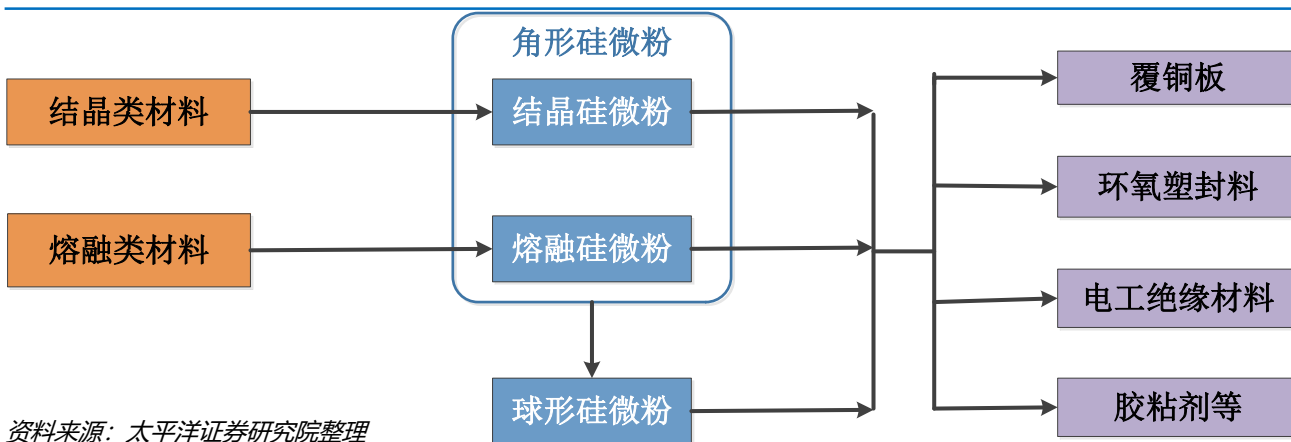 角形硅微粉
结晶类材料
结晶硅微粉
覆铜板
熔融类材料
熔融硅微粉
环氧塑封料
电工绝缘材料
球形硅微粉
胶粘剂等
资料来源：太平洋证券研究院整理